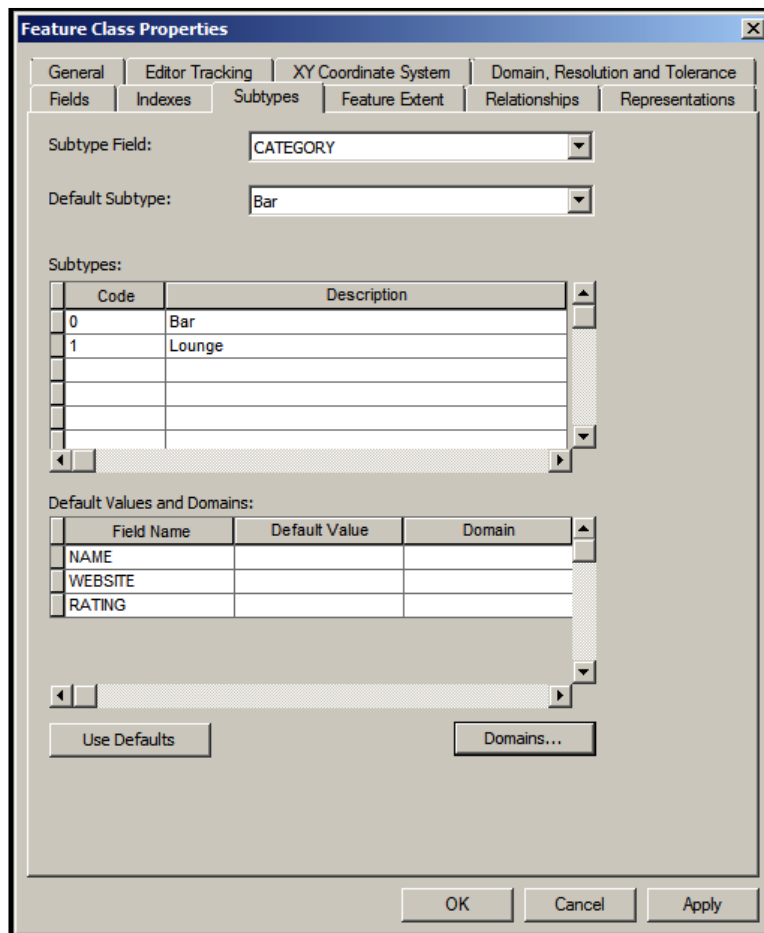 Feature Class Properties
General Editor Tracking XY Coordinate System Domain, Resolution and Tolerance
Fields Indexes Subtypes Feature Extent Relationships Representations
Subtype Field: CATEGORY
Default Subtype: Bar
Subtypes:
Code Description
0 Bar
1 Lounge
Default Values and Domains:
Field Name Default Value Domain
NAME
WEBSITE
RATING
Use Defaults Domains...
OK Cancel Apply